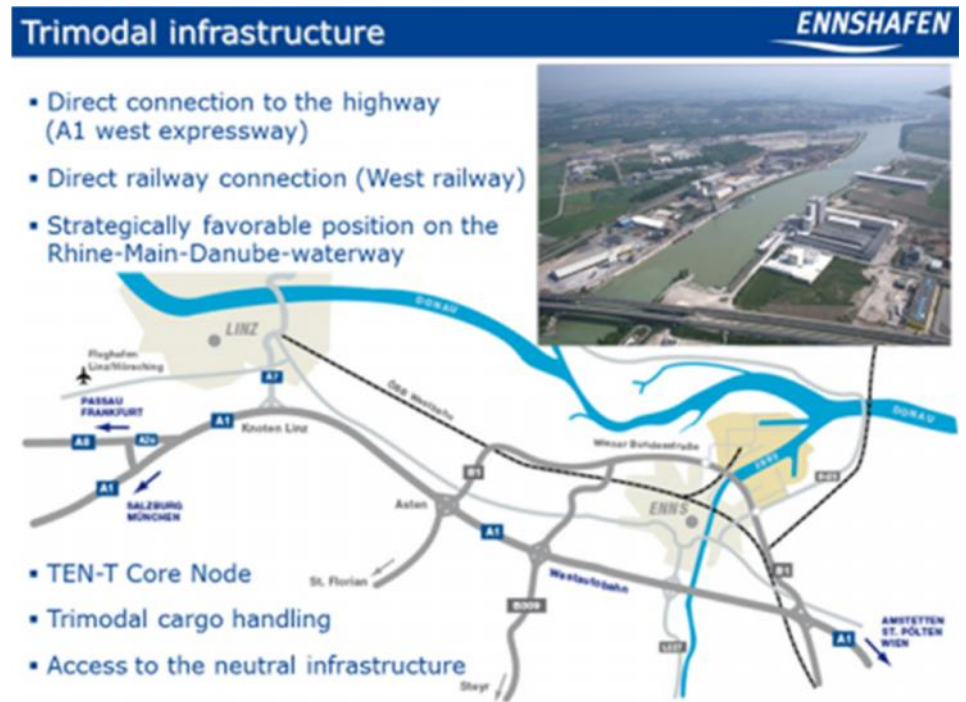 Trimodal infrastructure
ENNSHAFEN
▪ Direct connection to the highway
(A1 west expressway)
▪ Direct railway connection (West railway)
▪ Strategically favorable position on the
Rhine-Main-Danube-waterway
DONAU
LINZ
Flughafen
Linz/Hörsching
A7
PASSAU
FRANKFURT
ÖBB Westbahn
DONAU
A1
Knoten Linz
Wiener Bundesstraße
A8
A25
B1
ENNS
A1
SALZBURG
MÜNCHEN
Asten
ENNS
A1
St. Florian
Westautobahn
B1
▪ TEN-T Core Node
B309
▪ Trimodal cargo handling
AMSTETTEN
ST. PÖLTEN
WIEN
A1
▪ Access to the neutral infrastructure
Steyr